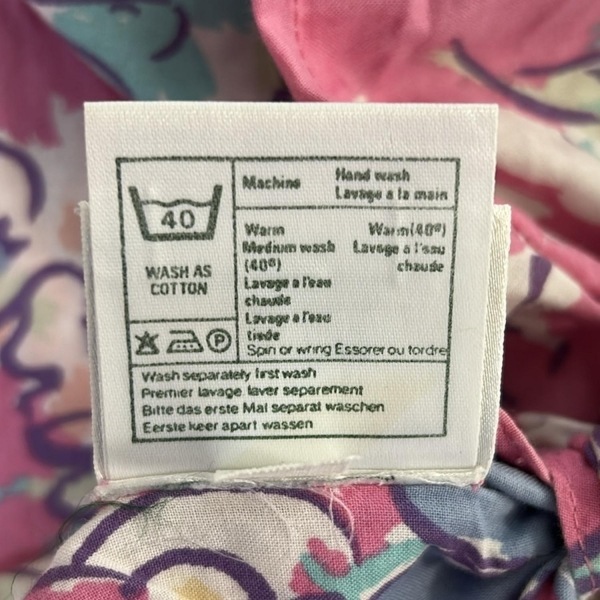 40
WASH AS
COTTON
P
Machine
Hand wash
Lavage a la main
Warm
Medium wash
(40º)
Lavage a l'eau
chaude
Lavage a l'eau
tiede
Warm(40º)
Lavage a l'eau
chaude
Spin or wring Essorer ou tordre
Wash separately first wash
Premier lavage laver separement
Bitte das erste Mal separat waschen
Eerste keer apart wassen